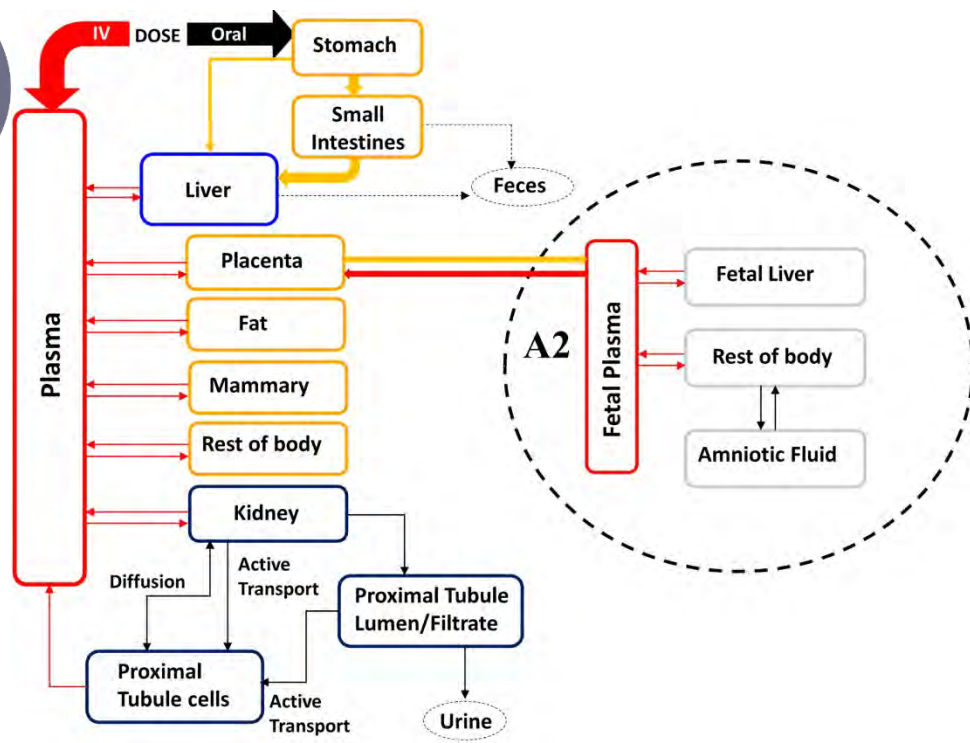 IV DOSE Oral
Stomach
Small
Intestines
Liver
Feces
Placenta
Fat
Mammary
Rest of body
Kidney
Plasma
Diffusion
Active
Transport
Proximal Tubule
Lumen/Filtrate
Proximal
Tubule cells
Active
Transport
Urine
A2
Fetal Plasma
Fetal Liver
Rest of body
Amniotic Fluid